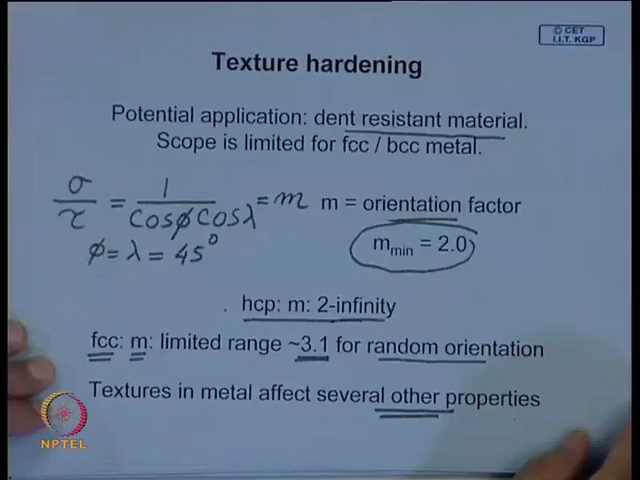 © CET
I.I.T. KGP
Texture hardening
Potential application: dent resistant material.
Scope is limited for fcc / bcc metal.
σ/τ = 1/(cosϕ cosλ) = m m = orientation factor
ϕ = λ = 45°
m_min = 2.0
hcp: m: 2-infinity
fcc: m: limited range ~3.1 for random orientation
Textures in metal affect several other properties
NPTEL